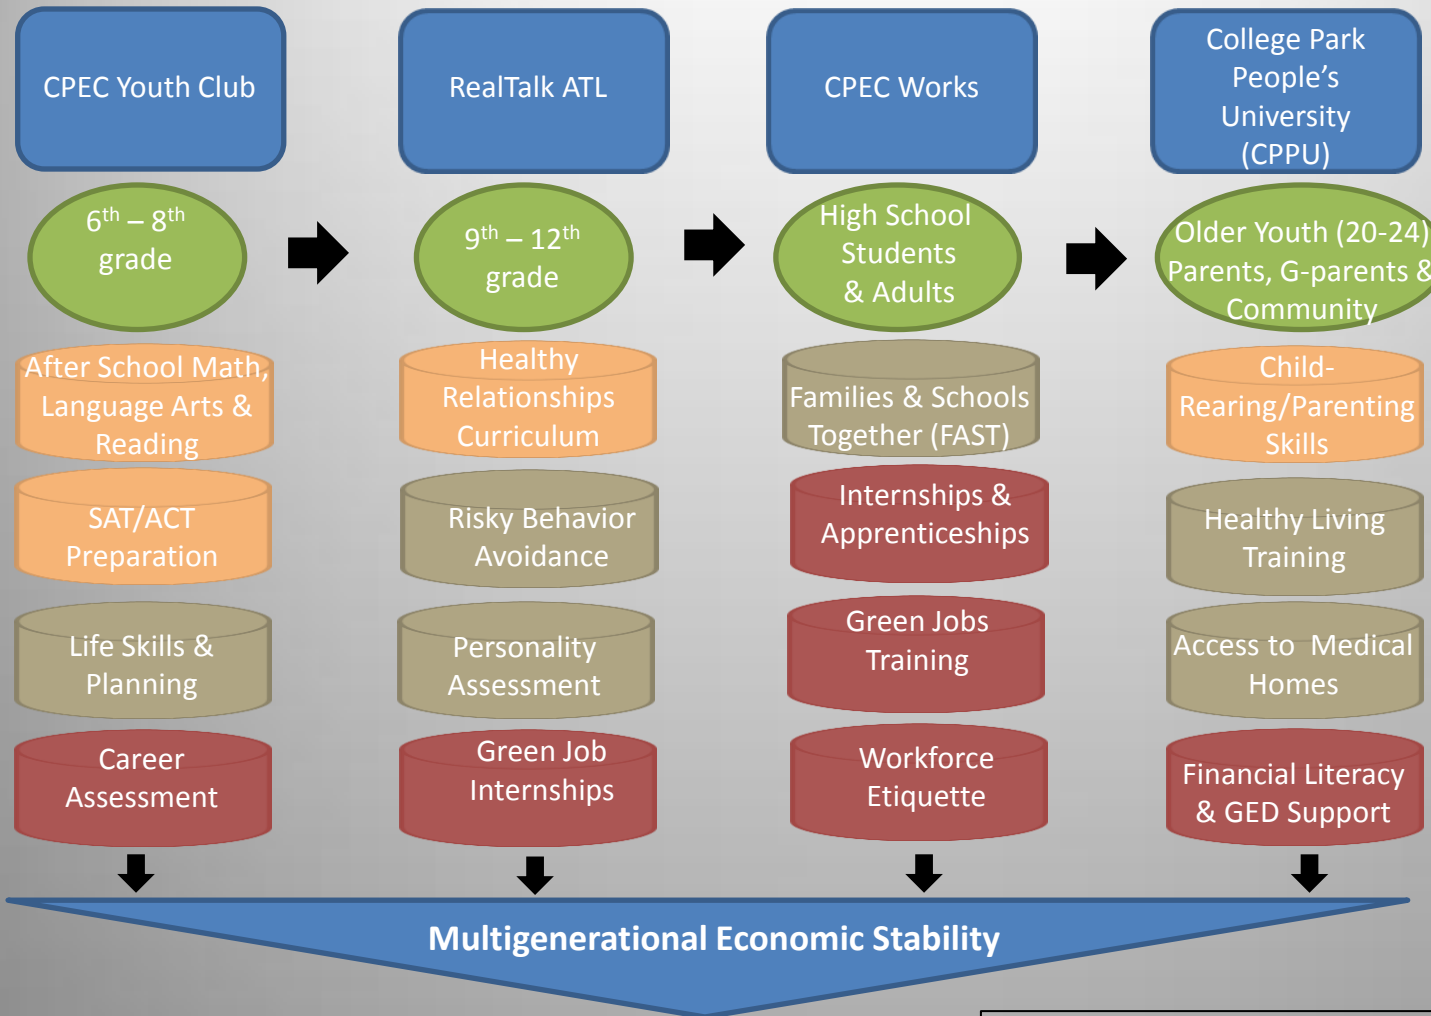 CPEC Youth Club
RealTalk ATL
CPEC Works
College Park
People’s
University
(CPPU)
6th – 8th
grade
9th – 12th
grade
High School
Students
& Adults
Older Youth (20-24)
Parents, G-parents &
Community
After School Math,
Language Arts &
Reading
Healthy
Relationships
Curriculum
Families & Schools
Together (FAST)
Child-
Rearing/Parenting
Skills
SAT/ACT
Preparation
Risky Behavior
Avoidance
Internships &
Apprenticeships
Healthy Living
Training
Life Skills &
Planning
Personality
Assessment
Green Jobs
Training
Access to  Medical
Homes
Career
Assessment
Green Job
Internships
Workforce
Etiquette
Financial Literacy
& GED Support
Multigenerational Economic Stability